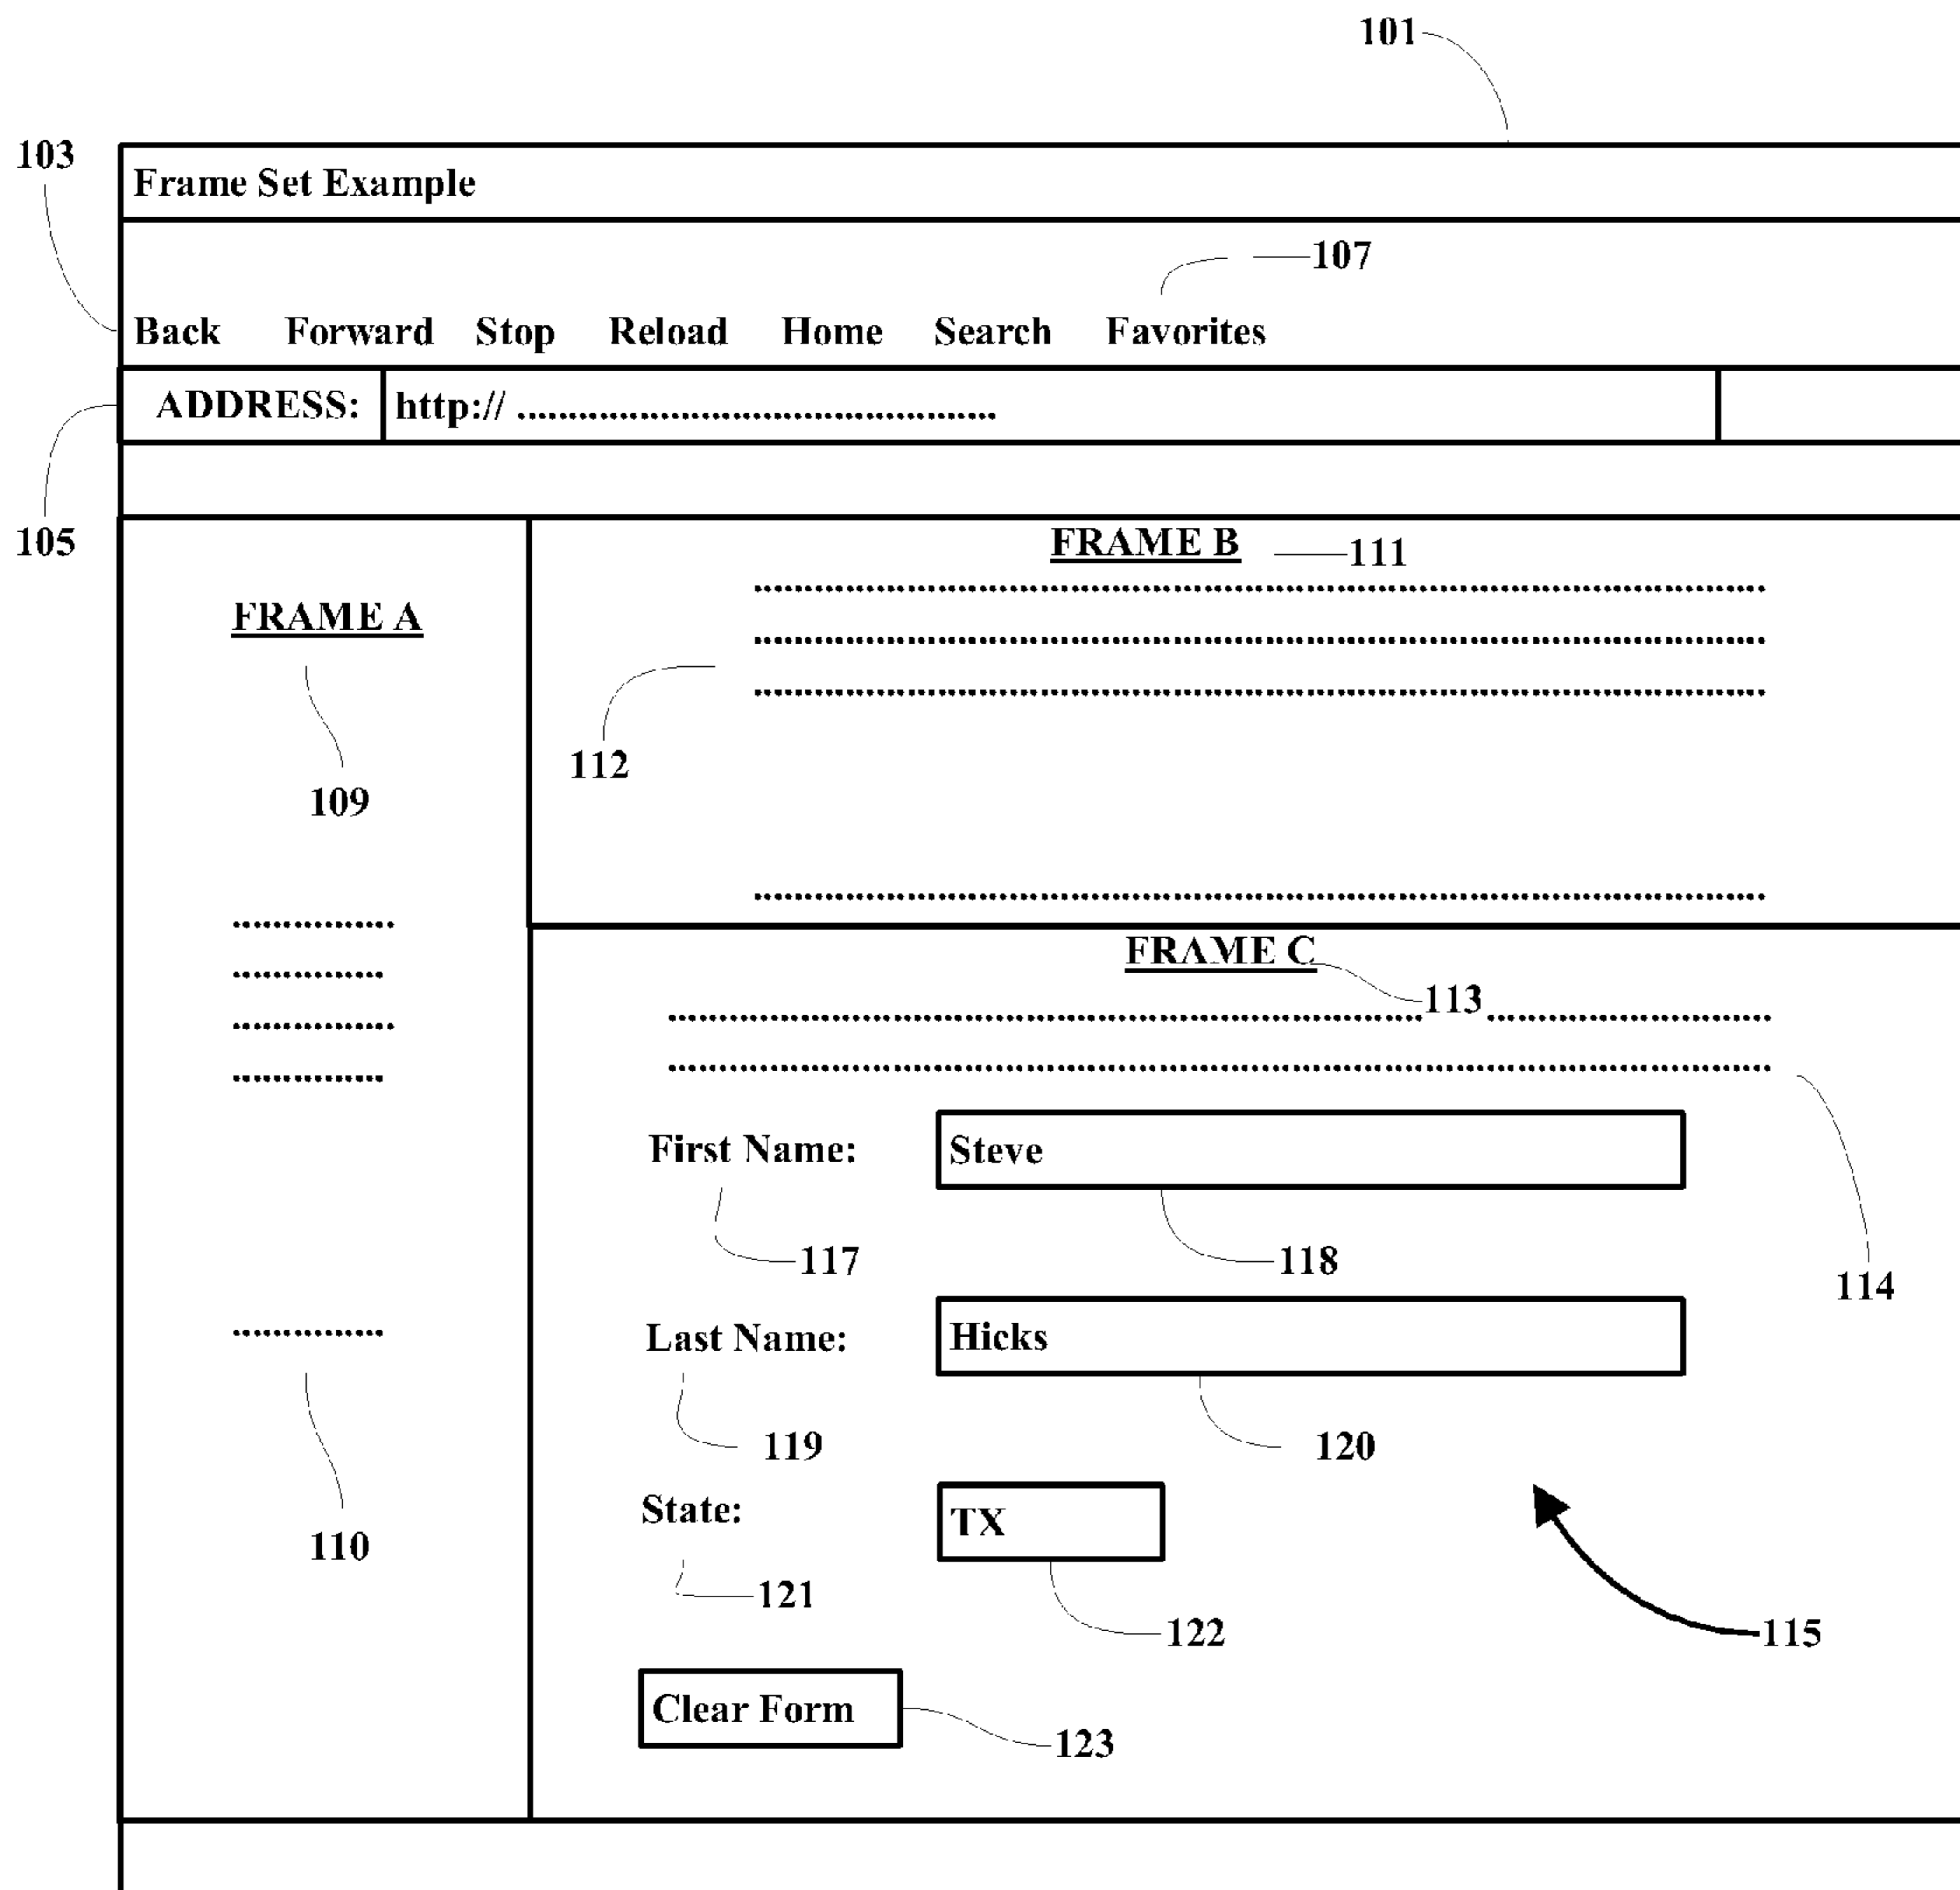 101
103
Frame Set Example
107
Back Forward Stop Reload Home Search Favorites
ADDRESS: http:// ...............................................
105
FRAME B 111
FRAME A
112
109
FRAME C
113
First Name: Steve
117 118
114
Last Name: Hicks
119 120
State: TX
110
121
122
115
Clear Form
123